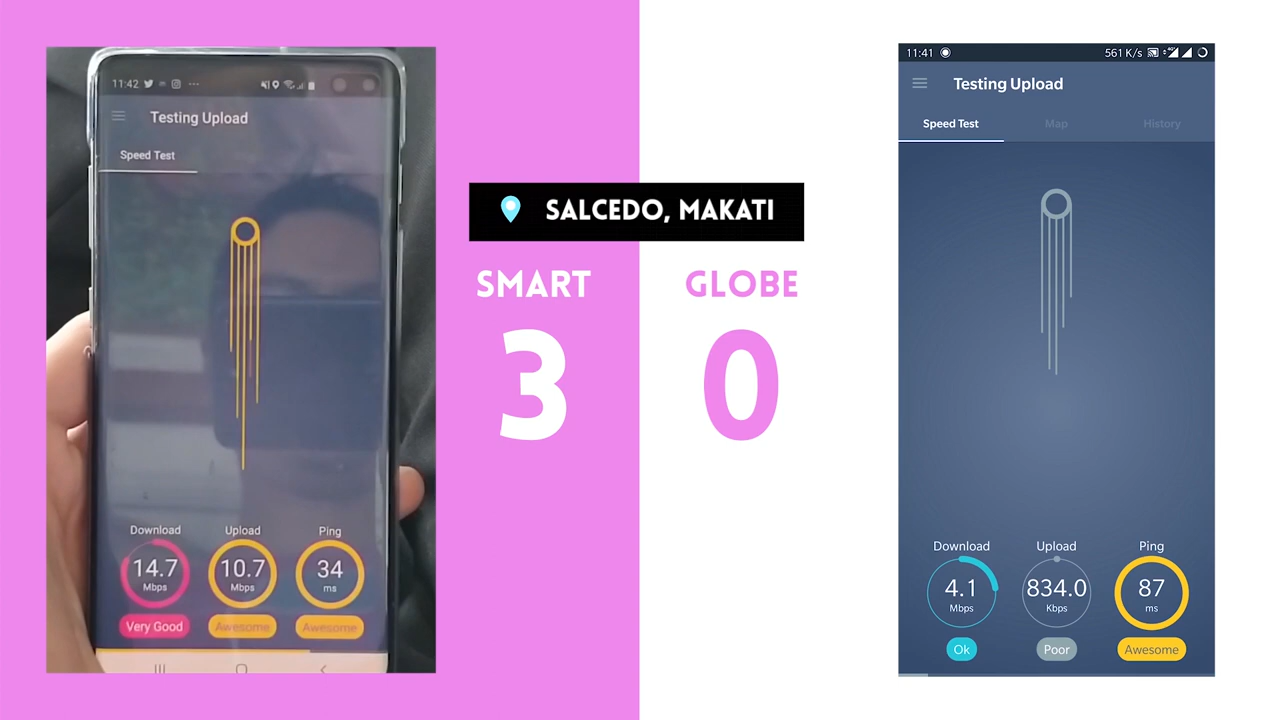 11:42
Testing Upload
Speed Test
Download Upload Ping
14.7 10.7 34
Mbps Mbps ms
Very Good Awesome Awesome
SALCEDO, MAKATI
SMART GLOBE
3 0
11:41 561 K/s
Testing Upload
Speed Test Map History
Download Upload Ping
4.1 834.0 87
Mbps Kbps ms
Ok Poor Awesome